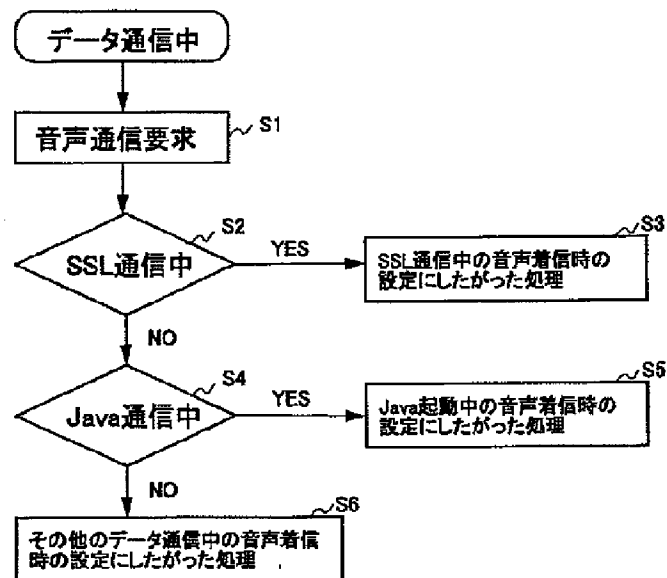 データ通信中
音声通信要求
S1
SSL通信中
S2
YES
SSL通信中の音声着信時の
設定にしたがった処理
S3
NO
Java通信中
S4
YES
Java起動中の音声着信時の
設定にしたがった処理
S5
NO
その他のデータ通信中の音声着信
時の設定にしたがった処理
S6